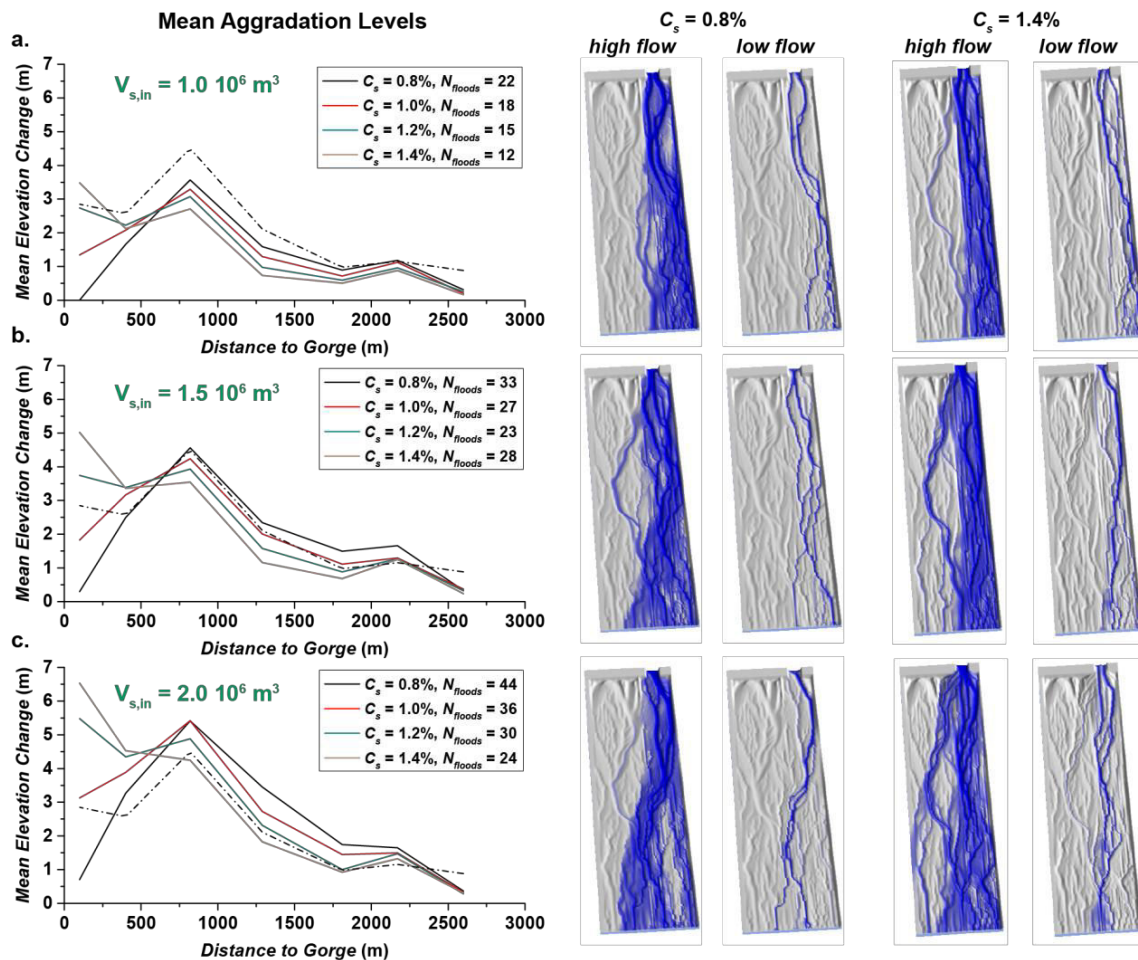 Mean Aggradation Levels
C_s = 0.8%
C_s = 1.4%
high flow
low flow
high flow
low flow
a.
V_s,in = 1.0 10^6 m^3
C_s = 0.8%, N_floods = 22
C_s = 1.0%, N_floods = 18
C_s = 1.2%, N_floods = 15
C_s = 1.4%, N_floods = 12
Mean Elevation Change (m)
7
6
5
4
3
2
1
0
0 500 1000 1500 2000 2500 3000
Distance to Gorge (m)
b.
V_s,in = 1.5 10^6 m^3
C_s = 0.8%, N_floods = 33
C_s = 1.0%, N_floods = 27
C_s = 1.2%, N_floods = 23
C_s = 1.4%, N_floods = 28
Mean Elevation Change (m)
7
6
5
4
3
2
1
0
0 500 1000 1500 2000 2500 3000
Distance to Gorge (m)
c.
V_s,in = 2.0 10^6 m^3
C_s = 0.8%, N_floods = 44
C_s = 1.0%, N_floods = 36
C_s = 1.2%, N_floods = 30
C_s = 1.4%, N_floods = 24
Mean Elevation Change (m)
7
6
5
4
3
2
1
0
0 500 1000 1500 2000 2500 3000
Distance to Gorge (m)